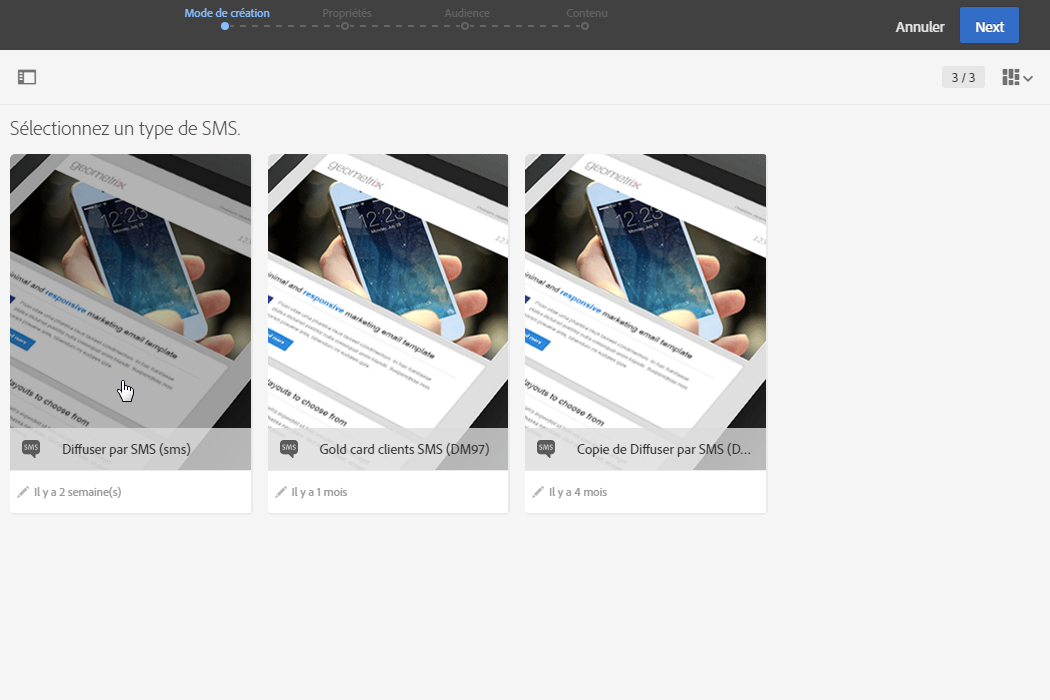 Mode de création
Propriétés
Audience
Contenu
Annuler
Next
3 / 3
Sélectionnez un type de SMS.
geometrixx
12:23
responsive marketing email template
layouts to choose from
SMS
Diffuser par SMS (sms)
Il y a 2 semaine(s)
geometrixx
12:23
minimal and responsive marketing email template
layouts to choose from
SMS
Gold card clients SMS (DM97)
Il y a 1 mois
geometrixx
12:23
minimal and responsive marketing email template
layouts to choose from
SMS
Copie de Diffuser par SMS (D...
Il y a 4 mois